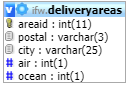 ifw.deliveryareas
areaid : int(11)
postal : varchar(3)
city : varchar(25)
# air : int(1)
# ocean : int(1)